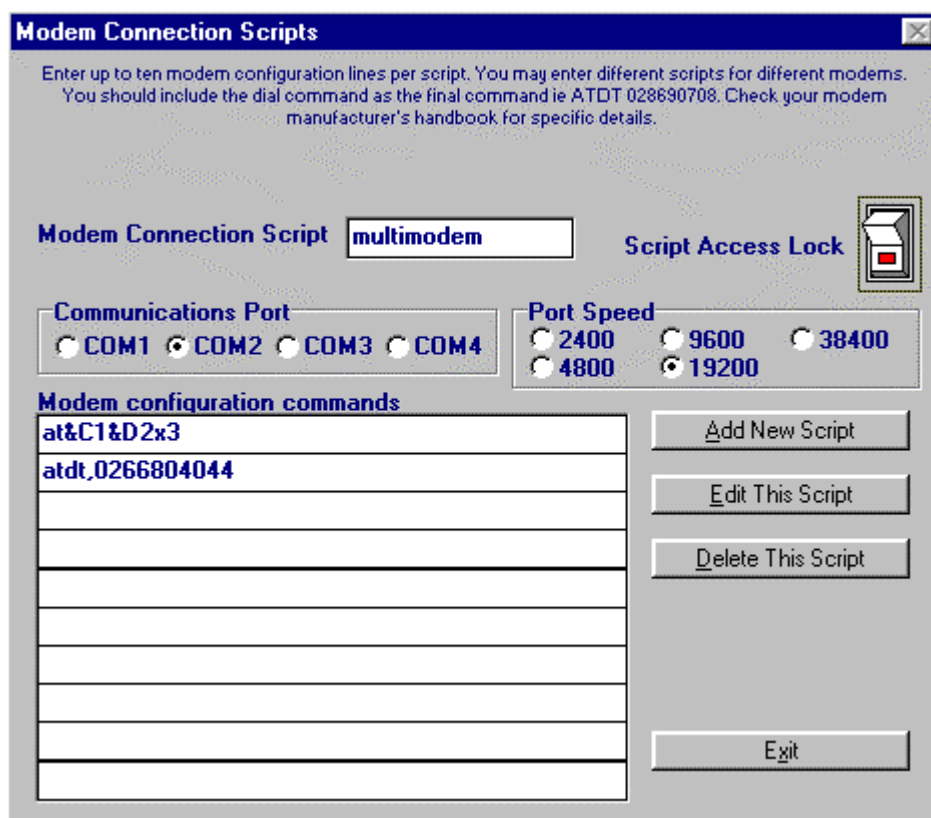 Modem Connection Scripts
Enter up to ten modem configuration lines per script. You may enter different scripts for different modems.
You should include the dial command as the final command ie ATDT 028690708. Check your modem
manufacturer's handbook for specific details.
Modem Connection Script multimodem
Script Access Lock
Communications Port
COM1 COM2 COM3 COM4
Port Speed
2400 9600 38400
4800 19200
Modem configuration commands
at&C1&D2x3
atdt,0266804044
Add New Script
Edit This Script
Delete This Script
Exit